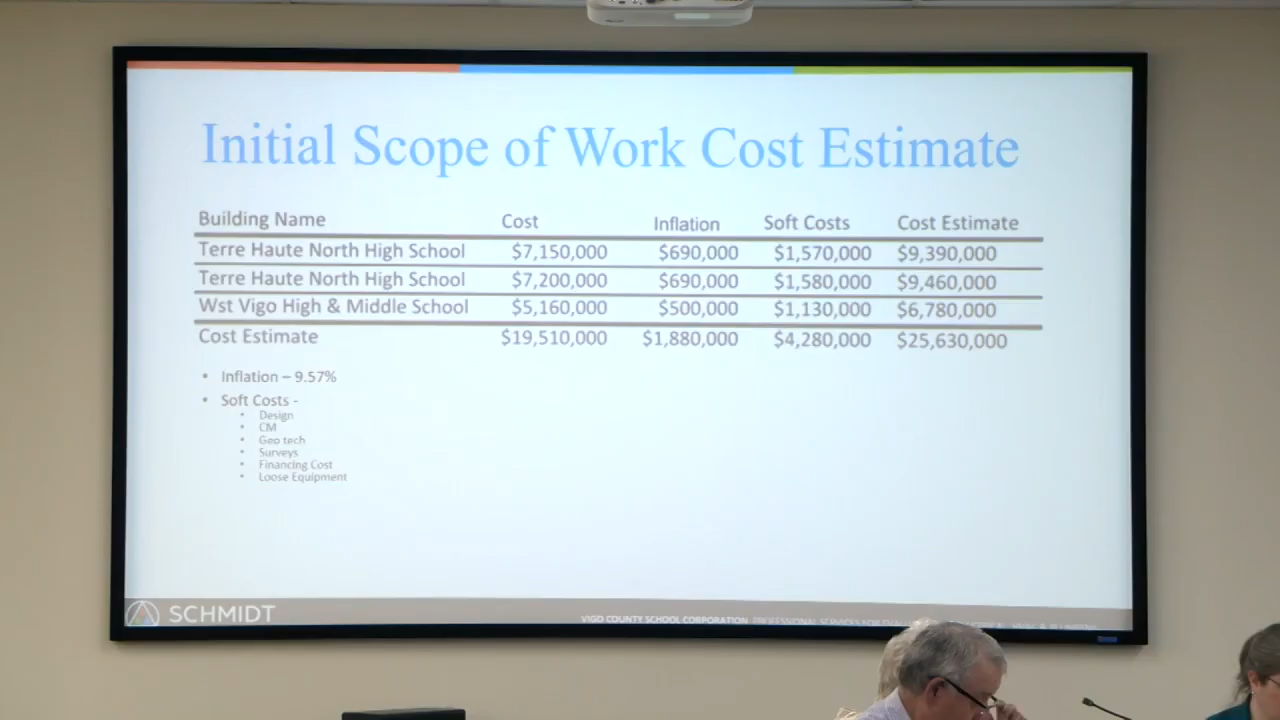 Initial Scope of Work Cost Estimate
Building Name Cost Inflation Soft Costs Cost Estimate
Terre Haute North High School $7,150,000 $690,000 $1,570,000 $9,390,000
Terre Haute North High School $7,200,000 $690,000 $1,580,000 $9,460,000
Wst Vigo High & Middle School $5,160,000 $500,000 $1,130,000 $6,780,000
Cost Estimate $19,510,000 $1,880,000 $4,280,000 $25,630,000
• Inflation – 9.57%
• Soft Costs -
• Design
• CM
• Geo tech
• Surveys
• Financing Cost
• Loose Equipment
SCHMIDT
VIGO COUNTY SCHOOL CORPORATION PROFESSIONAL SERVICES FOR